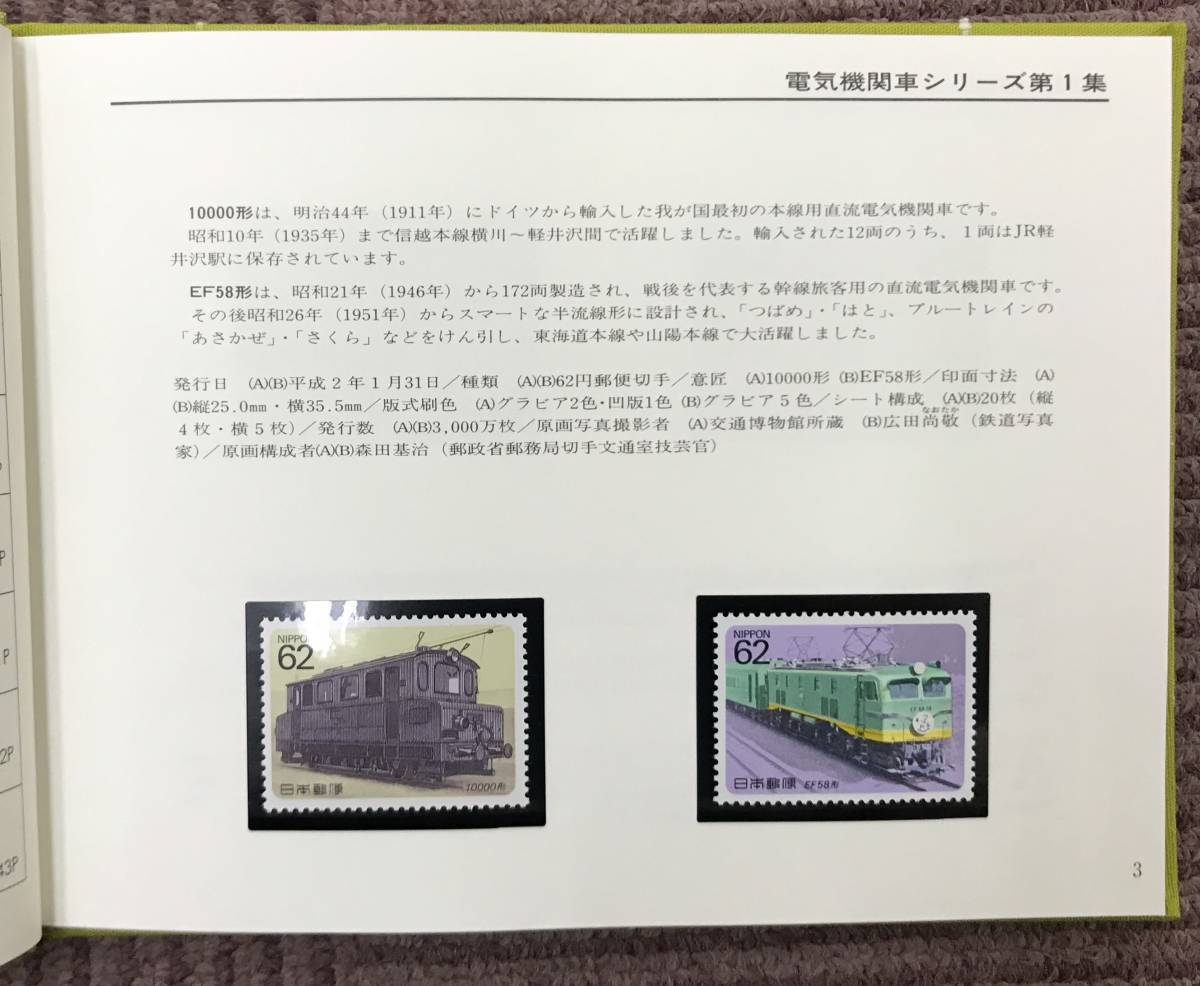 電気機関車シリーズ第1集
10000形は、明治44年（1911年）にドイツから輸入した我が国最初の本線用直流電気機関車です。
昭和10年（1935年）まで信越本線横川～軽井沢間で活躍しました。輸入された12両のうち、1両はJR軽
井沢駅に保存されています。
EF58形は、昭和21年（1946年）から172両製造され、戦後を代表する幹線旅客用の直流電気機関車です。
その後昭和26年（1951年）からスマートな半流線形に設計され、「つばめ」・「はと」、ブルートレインの
「あさかぜ」・「さくら」などをけん引し、東海道本線や山陽本線で大活躍しました。
発行日 (A)(B)平成2年1月31日／種類 (A)(B)62円郵便切手／意匠 (A)10000形 (B)EF58形／印面寸法 (A)
(B)縦25.0mm・横35.5mm／版式刷色 (A)グラビア2色・凹版1色 (B)グラビア5色／シート構成 (A)(B)20枚（縦
4枚・横5枚）／発行数 (A)(B)3,000万枚／原画写真撮影者 (A)交通博物館所蔵 (B)広田尚敬（鉄道写真
なおたか
家）／原画構成者(A)(B)森田基治（郵政省郵務局切手文通室技芸官）
NIPPON
62
日本郵便
10000形
NIPPON
62
日本郵便
EF58形
3
P
P
2P
43P